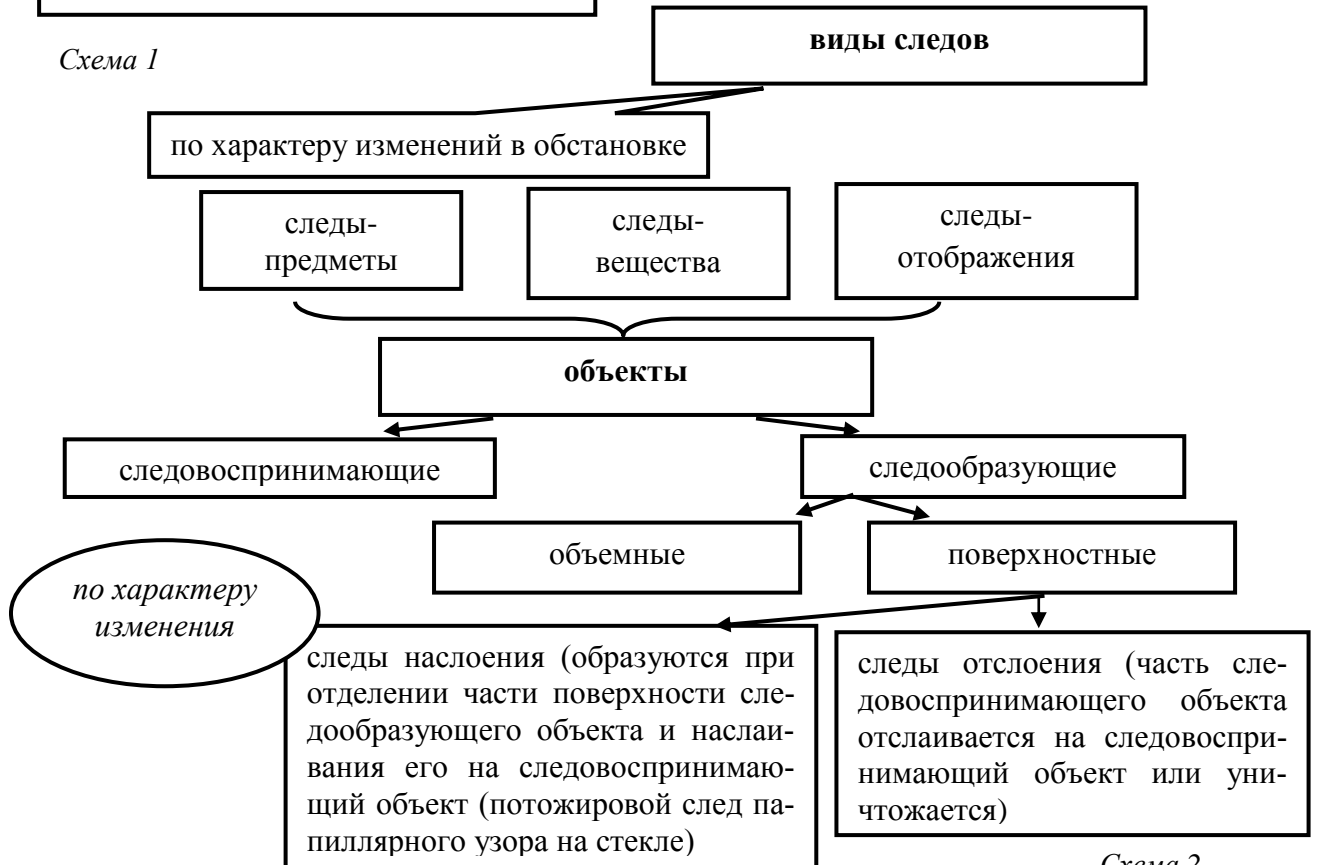 виды следов
Схема 1
по характеру изменений в обстановке
следы-
предметы
следы-
вещества
следы-
отображения
объекты
следовоспринимающие
следообразующие
объемные
поверхностные
по характеру
изменения
следы наслоения (образуются при
отделении части поверхности сле-
дообразующего объекта и наслаи-
вания его на следовоспринимаю-
щий объект (потожировой след па-
пиллярного узора на стекле)
следы отслоения (часть сле-
довоспринимающего объекта
отслаивается на следовоспри-
нимающий объект или уни-
чтожается)
Схема 2